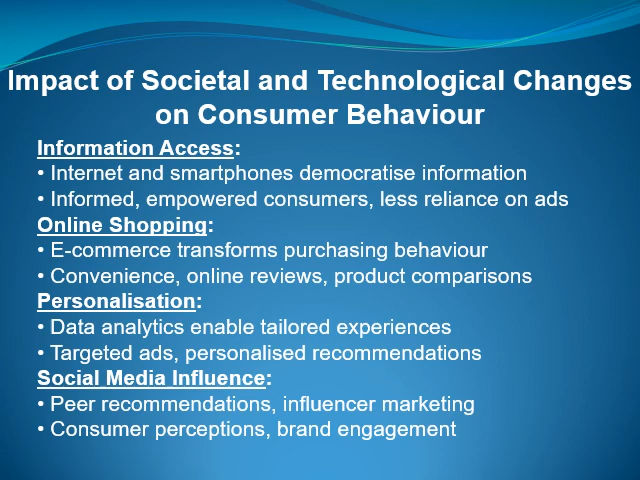 Impact of Societal and Technological Changes
on Consumer Behaviour
Information Access:
• Internet and smartphones democratise information
• Informed, empowered consumers, less reliance on ads
Online Shopping:
• E-commerce transforms purchasing behaviour
• Convenience, online reviews, product comparisons
Personalisation:
• Data analytics enable tailored experiences
• Targeted ads, personalised recommendations
Social Media Influence:
• Peer recommendations, influencer marketing
• Consumer perceptions, brand engagement